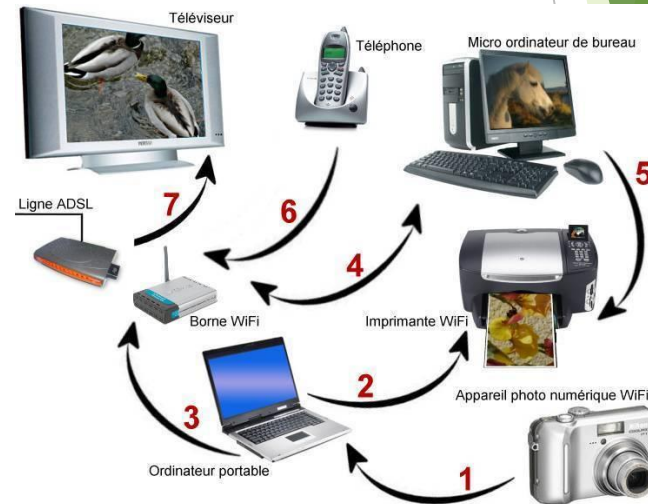 Téléviseur
Téléphone
Micro ordinateur de bureau
7
6
5
Ligne ADSL
4
Borne WiFi
Imprimante WiFi
3
2
Appareil photo numérique WiFi
Ordinateur portable
1